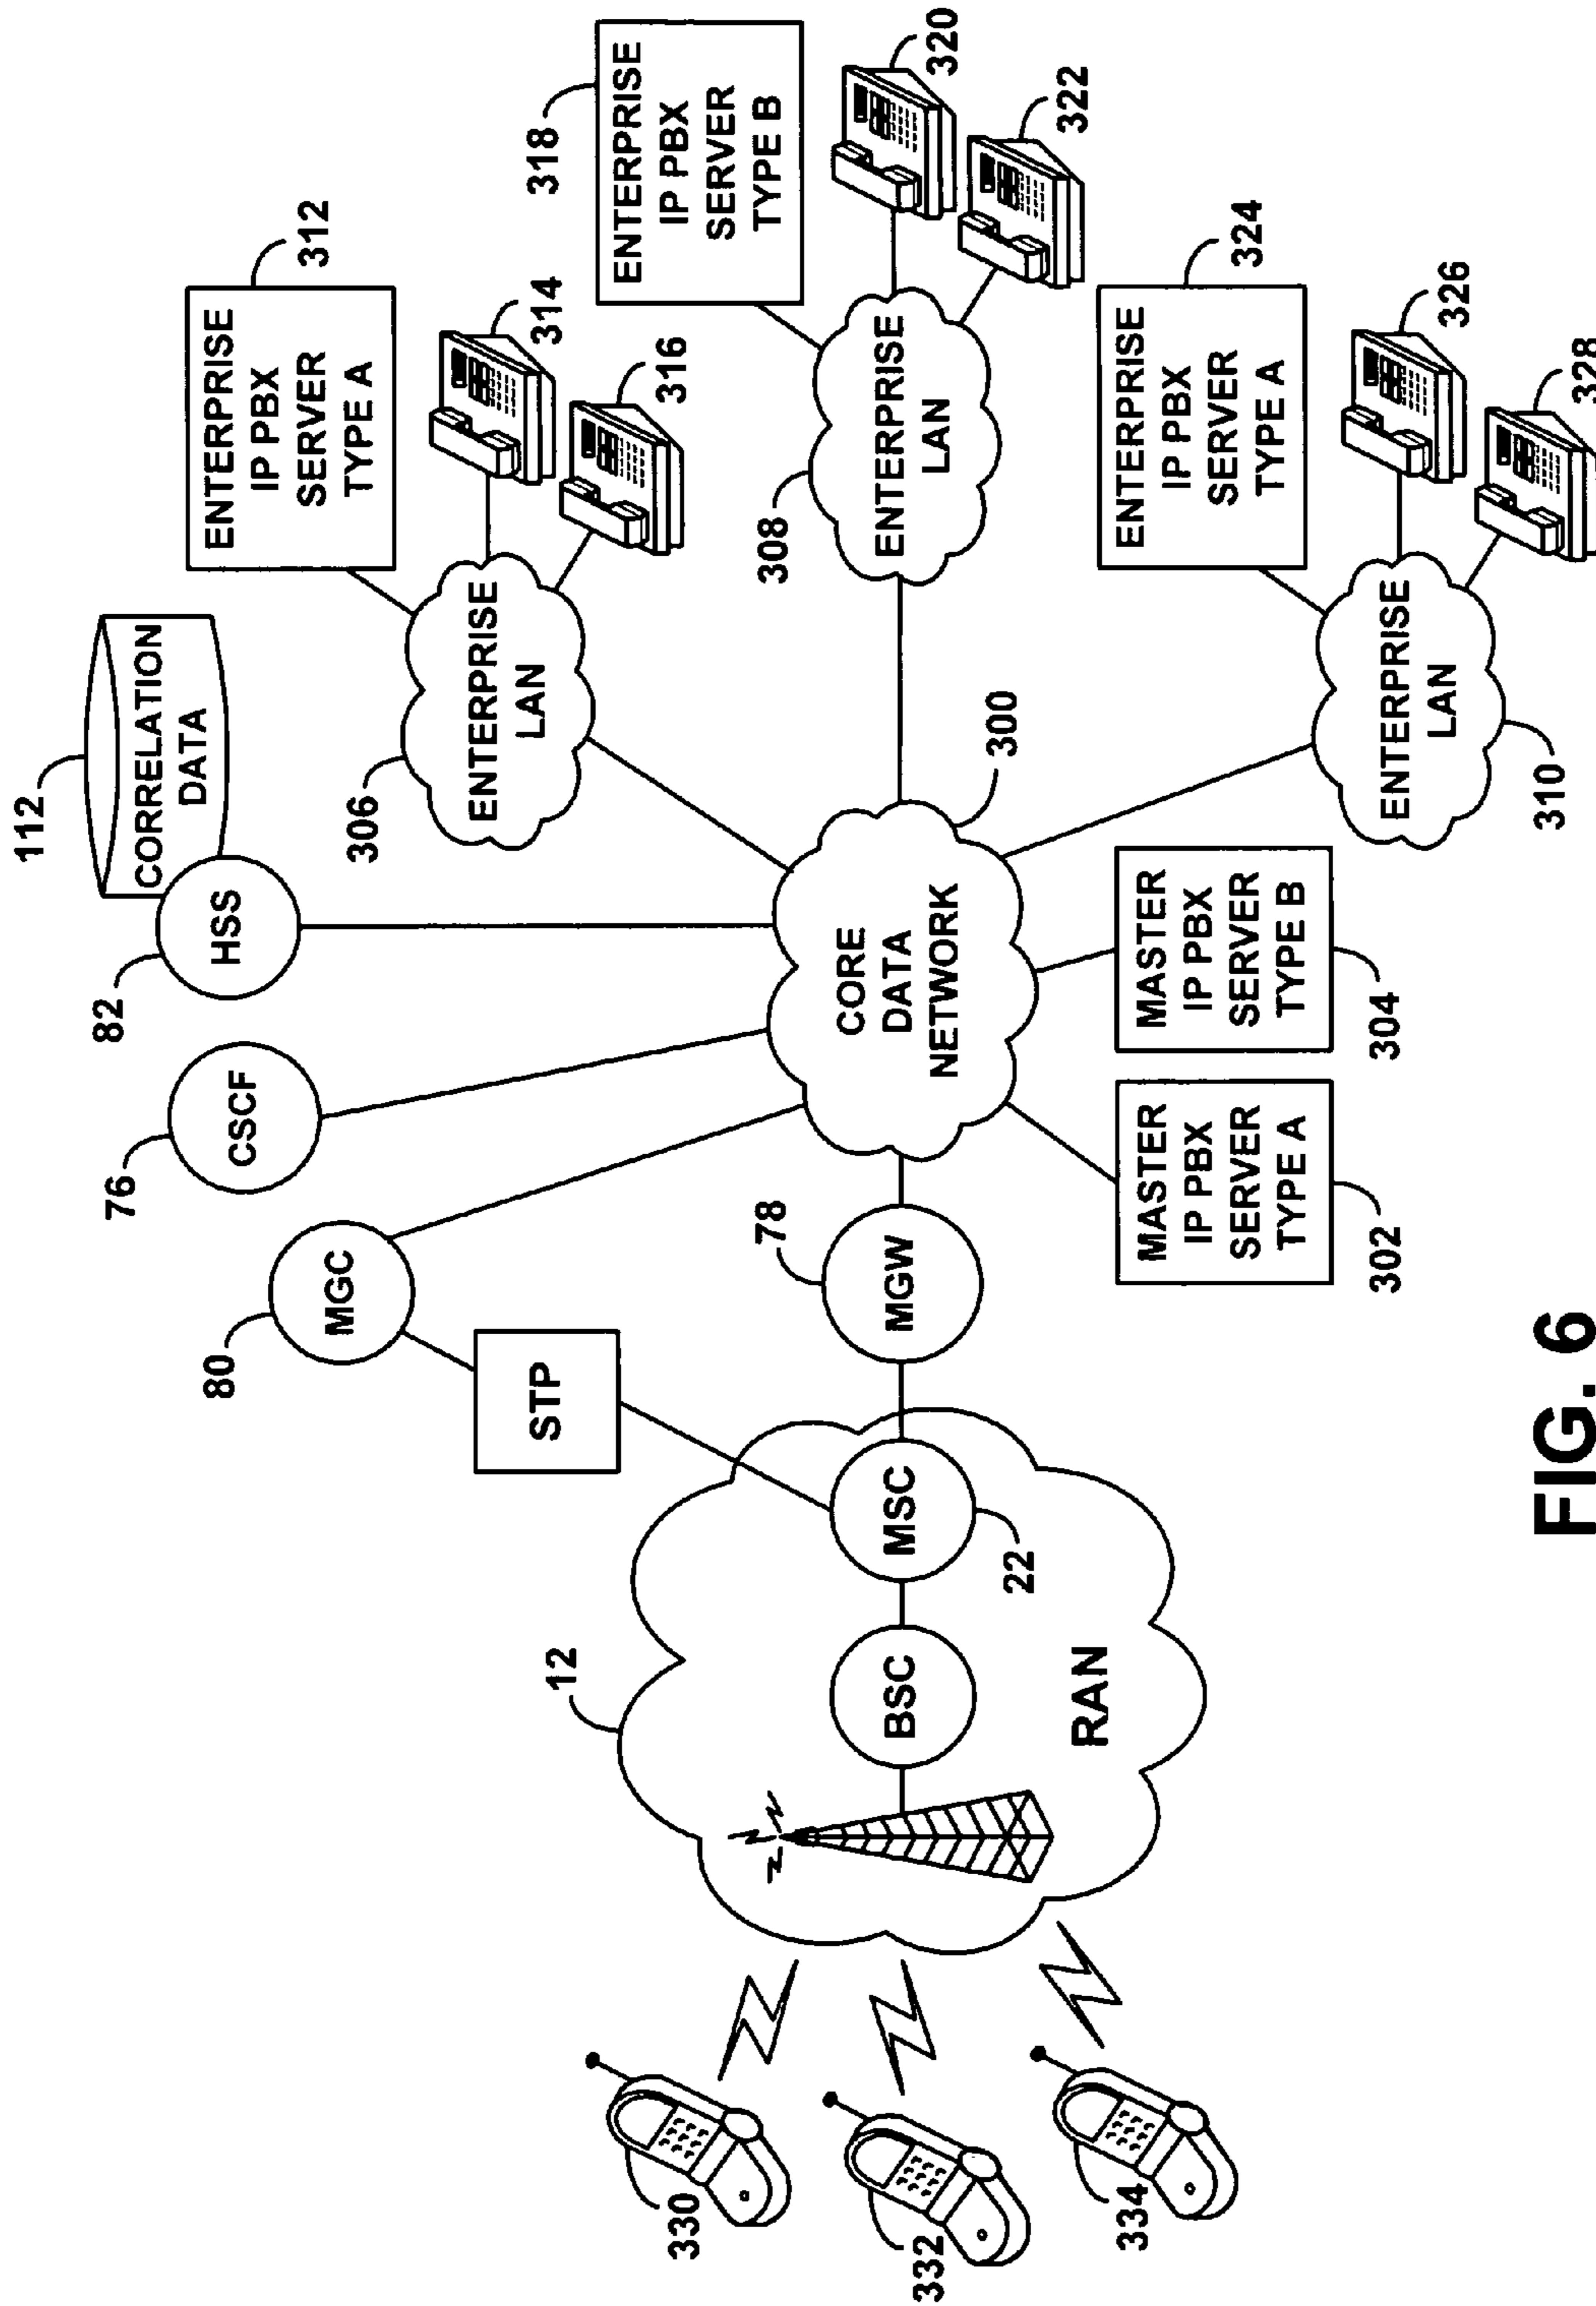 112
CORRELATION
DATA
82
HSS
76
CSCF
80
MGC
STP
312
ENTERPRISE
IP PBX
SERVER
TYPE A
314
316
306
ENTERPRISE
LAN
318
ENTERPRISE
IP PBX
SERVER
TYPE B
320
322
308
ENTERPRISE
LAN
324
ENTERPRISE
IP PBX
SERVER
TYPE A
326
328
ENTERPRISE
LAN
310
300
CORE
DATA
NETWORK
78
MGW
MASTER
IP PBX
SERVER
TYPE A
302
MASTER
IP PBX
SERVER
TYPE B
304
12
MSC
22
BSC
RAN
330
332
334
FIG. 6